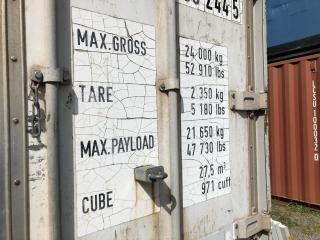 2445
MAX.GROSS 24 000 kg
52 910 lbs
TARE 2 350 kg
5 180 lbs
MAX.PAYLOAD 21 650 kg
47 730 lbs
CUBE 27,5 m³
971 cuft